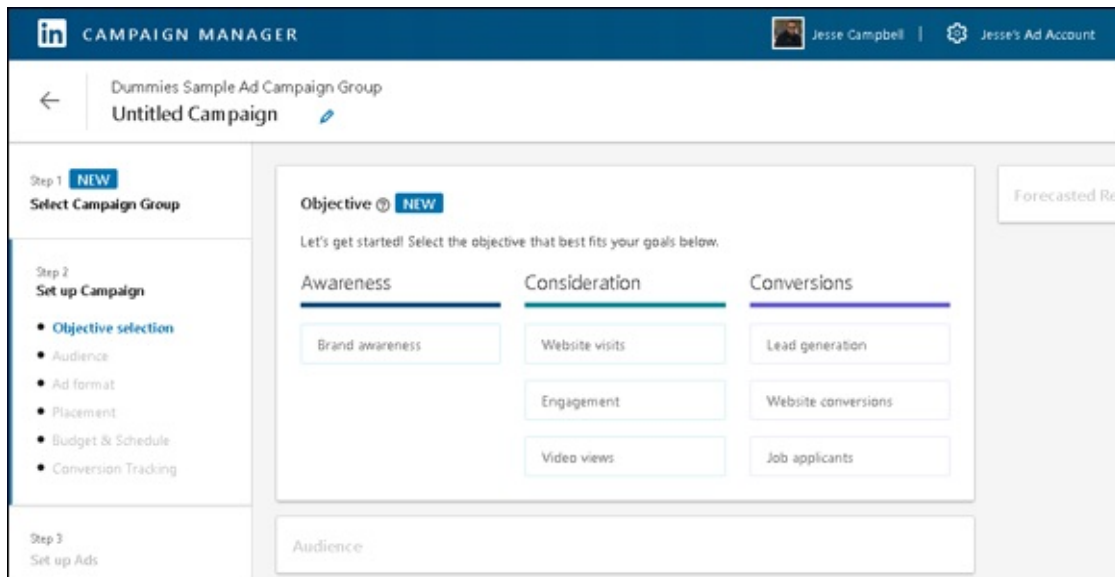 in CAMPAIGN MANAGER
Jesse Campbell | Jesse's Ad Account
Dummies Sample Ad Campaign Group
Untitled Campaign
Step 1 NEW
Select Campaign Group
Step 2
Set up Campaign
Objective selection
Audience
Ad format
Placement
Budget & Schedule
Conversion Tracking
Step 3
Set up Ads
Objective ? NEW
Let's get started! Select the objective that best fits your goals below.
Awareness Consideration Conversions
Brand awareness Website visits Lead generation
Engagement Website conversions
Video views Job applicants
Audience
Forecasted Re